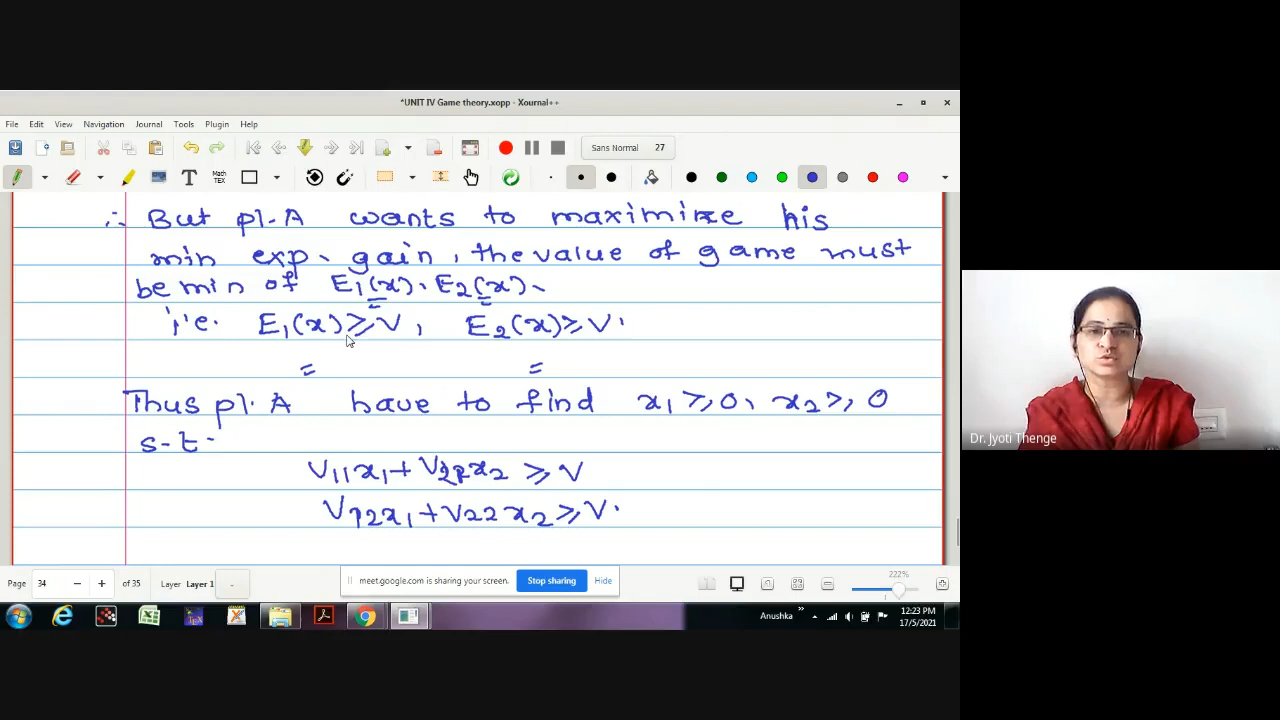 *UNIT IV Game theory.xopp - Xournal++
File Edit View Navigation Journal Tools Plugin Help
Sans Normal 27
T Math TEX
∴ But pl. A wants to maximize his
min exp. gain, the value of game must
be min of E₁(x), E₂(x).
i.e. E₁(x) ≥ V, E₂(x) ≥ V.
Thus pl. A have to find x₁ ≥ 0, x₂ ≥ 0
s.t.
V₁₁x₁ + V₂₁x₂ ≥ V
V₁₂x₁ + V₂₂x₂ ≥ V.
Dr. Jyoti Thenge
Page 34 of 35 Layer Layer 1
222%
meet.google.com is sharing your screen. Stop sharing Hide
Anushka
12:23 PM
17/5/2021